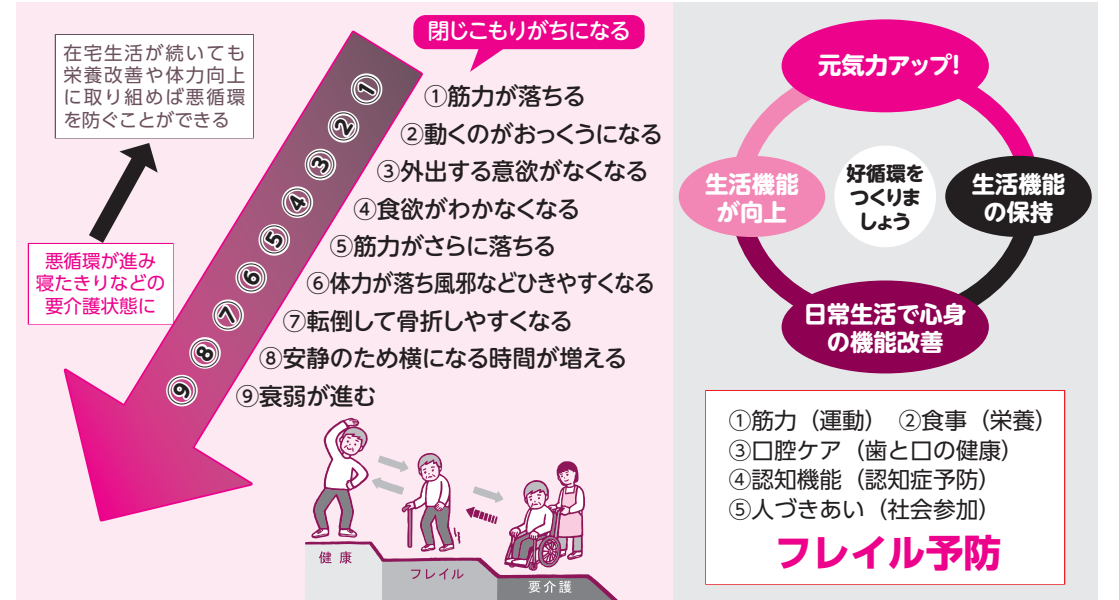 閉じこもりがちになる
在宅生活が続いても
栄養改善や体力向上
に取り組めば悪循環
を防ぐことができる
①
②
③
④
⑤
⑥
⑦
⑧
⑨
①筋力が落ちる
②動くのがおっくうになる
③外出する意欲がなくなる
④食欲がわかなくなる
⑤筋力がさらに落ちる
⑥体力が落ち風邪などひきやすくなる
⑦転倒して骨折しやすくなる
⑧安静のため横になる時間が増える
⑨衰弱が進む
悪循環が進み
寝たきりなどの
要介護状態に
健康
フレイル
要介護
元気力アップ!
生活機能
が向上
好循環を
つくりま
しょう
生活機能
の保持
日常生活で心身
の機能改善
①筋力（運動） ②食事（栄養）
③口腔ケア（歯と口の健康）
④認知機能（認知症予防）
⑤人づきあい（社会参加）
フレイル予防